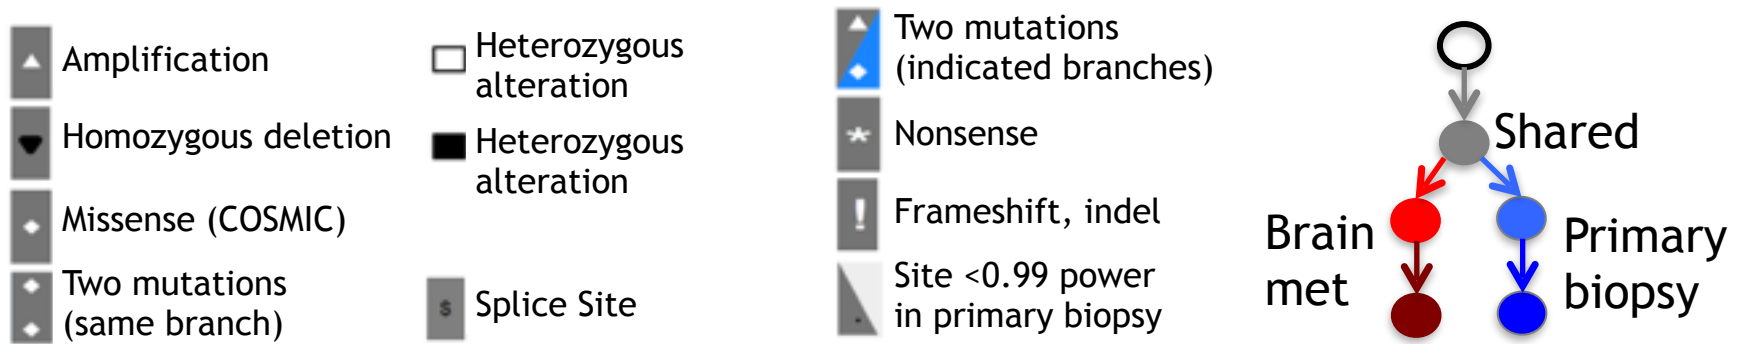 Amplification
Homozygous deletion
Missense (COSMIC)
Two mutations
(same branch)
Heterozygous
alteration
Heterozygous
alteration
$ Splice Site
Two mutations
(indicated branches)
* Nonsense
! Frameshift, indel
Site <0.99 power
in primary biopsy
Shared
Brain
met
Primary
biopsy